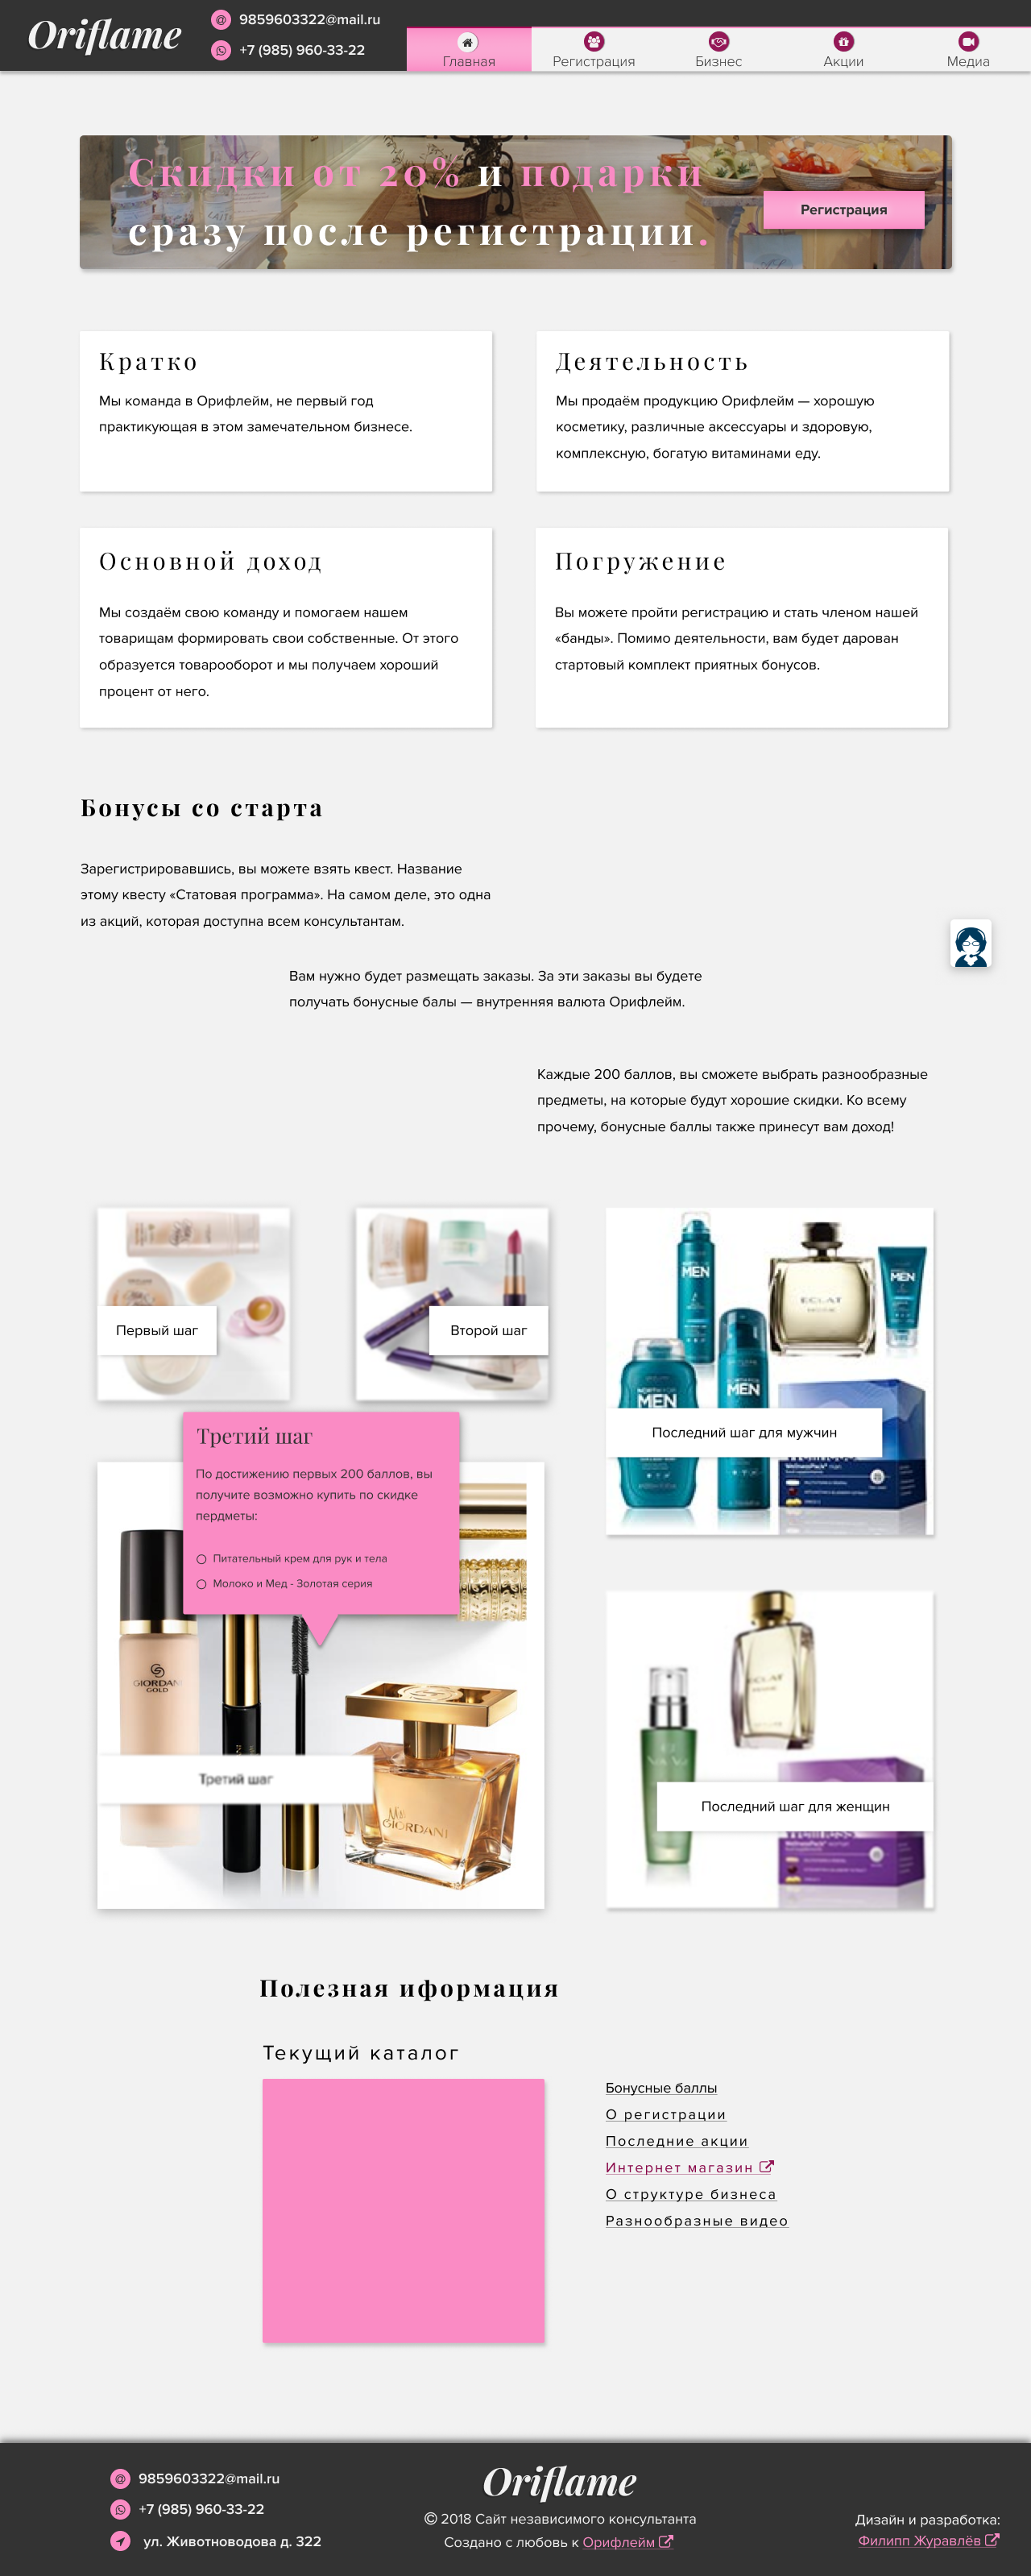 Oriflame
9859603322@mail.ru
+7 (985) 960-33-22
Главная
Регистрация
Бизнес
Акции
Медиа
Скидки от 20% и подарки
сразу после регистрации.
Регистрация
Кратко
Мы команда в Орифлейм, не первый год
практикующая в этом замечательном бизнесе.
Деятельность
Мы продаём продукцию Орифлейм — хорошую
косметику, различные аксессуары и здоровую,
комплексную, богатую витаминами еду.
Основной доход
Мы создаём свою команду и помогаем нашем
товарищам формировать свои собственные. От этого
образуется товарооборот и мы получаем хороший
процент от него.
Погружение
Вы можете пройти регистрацию и стать членом нашей
«банды». Помимо деятельности, вам будет дарован
стартовый комплект приятных бонусов.
Бонусы со старта
Зарегистрировавшись, вы можете взять квест. Название
этому квесту «Статовая программа». На самом деле, это одна
из акций, которая доступна всем консультантам.
Вам нужно будет размещать заказы. За эти заказы вы будете
получать бонусные балы — внутренняя валюта Орифлейм.
Каждые 200 баллов, вы сможете выбрать разнообразные
предметы, на которые будут хорошие скидки. Ко всему
прочему, бонусные баллы также принесут вам доход!
Первый шаг
Второй шаг
MEN
MEN
MEN
MEN
ECLAT
Последний шаг для мужчин
Третий шаг
По достижению первых 200 баллов, вы
получите возможно купить по скидке
пердметы:
Питательный крем для рук и тела
Молоко и Мед - Золотая серия
GIORDANI
GOLD
Третий шаг
Miss
GIORDANI
ECLAT
Последний шаг для женщин
Полезная иформация
Текущий каталог
Бонусные баллы
О регистрации
Последние акции
Интернет магазин
О структуре бизнеса
Разнообразные видео
9859603322@mail.ru
+7 (985) 960-33-22
ул. Животноводова д. 322
Oriflame
© 2018 Сайт независимого консультанта
Создано с любовь к Орифлейм
Дизайн и разработка:
Филипп Журавлёв